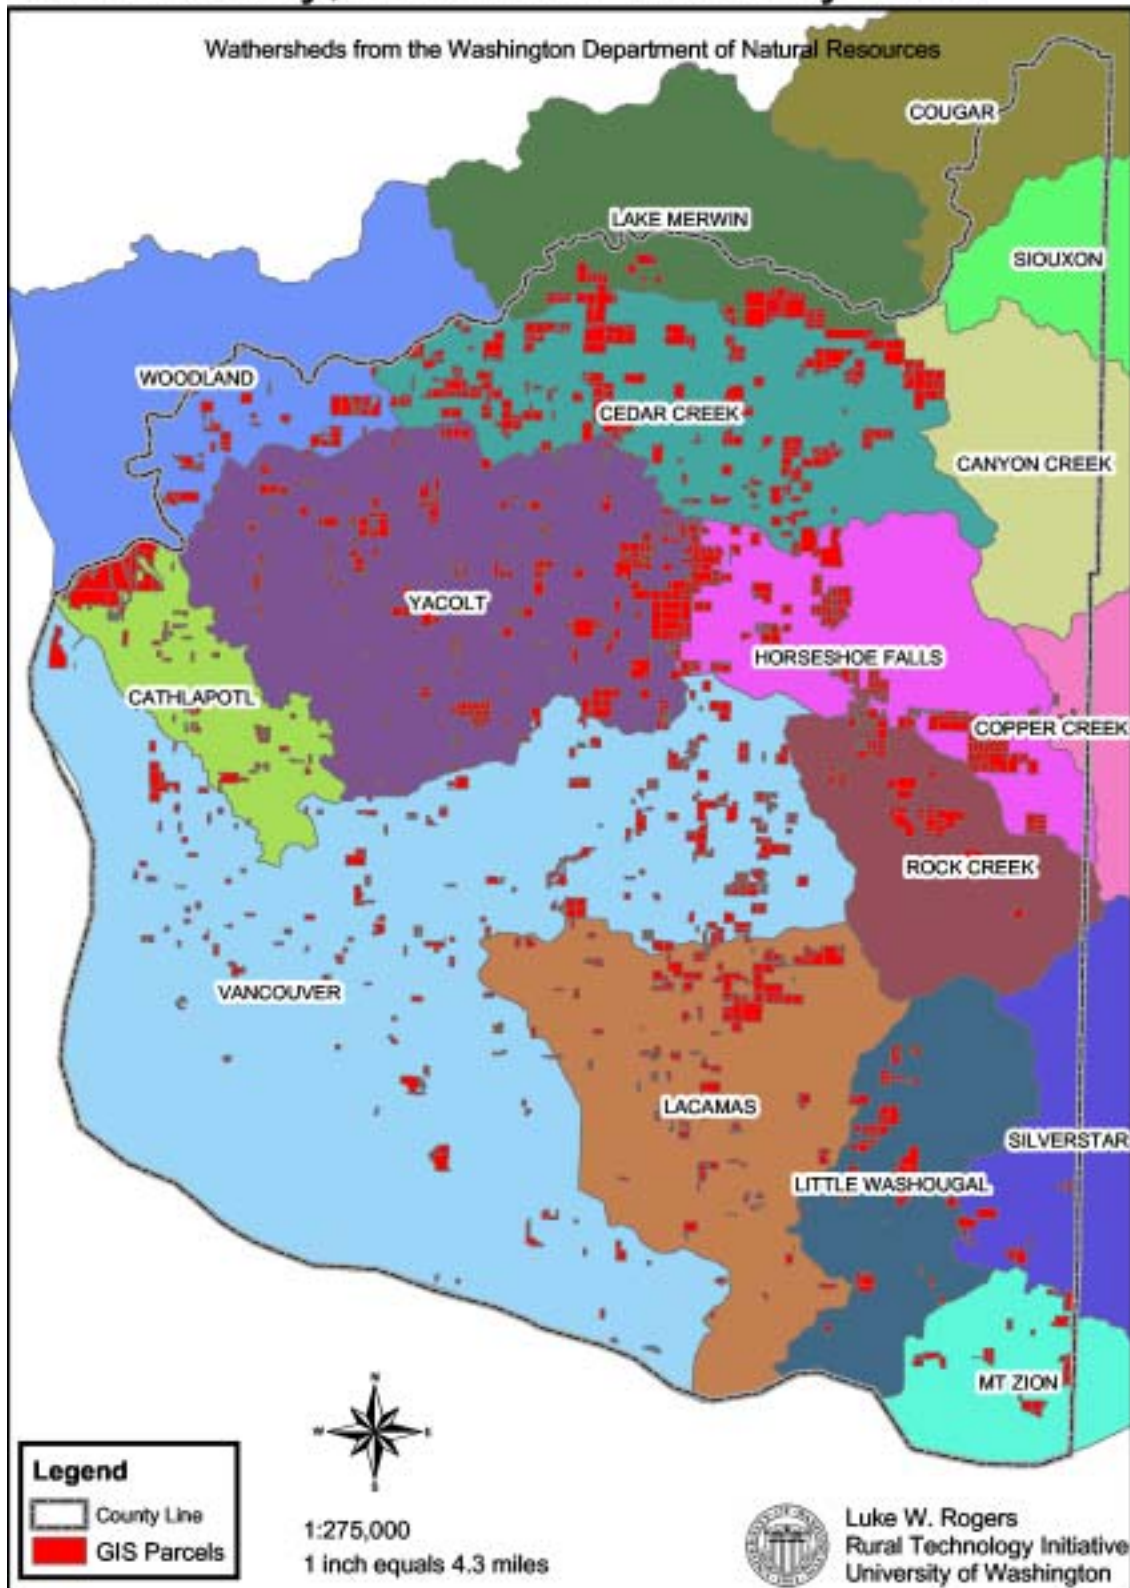 Wathersheds from the Washington Department of Natural Resources
COUGAR
LAKE MERWIN
SIOUXON
WOODLAND
CEDAR CREEK
CANYON CREEK
YACOLT
HORSESHOE FALLS
CATHLAPOTL
COPPER CREEK
ROCK CREEK
VANCOUVER
LACAMAS
SILVERSTAR
LITTLE WASHOUGAL
MT ZION
N
W
E
S
Legend
County Line
GIS Parcels
1:275,000
1 inch equals 4.3 miles
Luke W. Rogers
Rural Technology Initiative
University of Washington